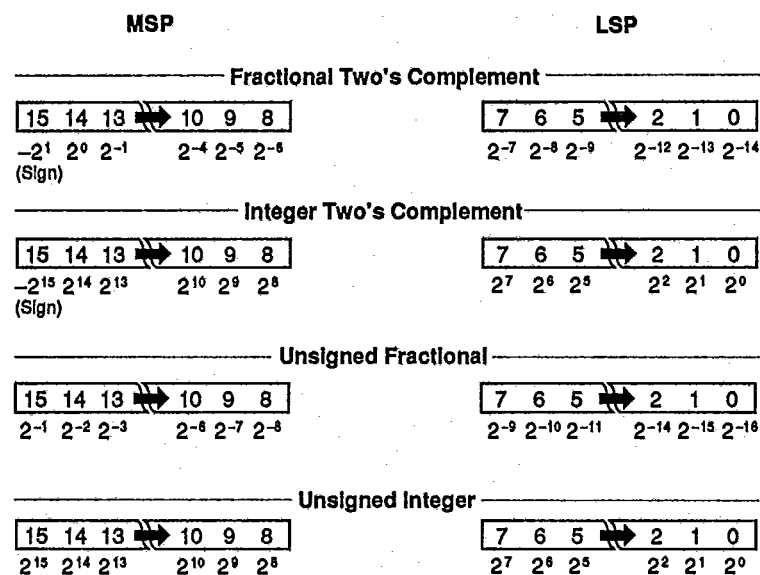 MSP LSP
Fractional Two's Complement
15 14 13 10 9 8 7 6 5 2 1 0
–2¹ 2⁰ 2⁻¹ 2⁻⁴ 2⁻⁵ 2⁻⁶ 2⁻⁷ 2⁻⁸ 2⁻⁹ 2⁻¹² 2⁻¹³ 2⁻¹⁴
(Sign)
Integer Two's Complement
15 14 13 10 9 8 7 6 5 2 1 0
–2¹⁵ 2¹⁴ 2¹³ 2¹⁰ 2⁹ 2⁸ 2⁷ 2⁶ 2⁵ 2² 2¹ 2⁰
(Sign)
Unsigned Fractional
15 14 13 10 9 8 7 6 5 2 1 0
2⁻¹ 2⁻² 2⁻³ 2⁻⁶ 2⁻⁷ 2⁻⁸ 2⁻⁹ 2⁻¹⁰ 2⁻¹¹ 2⁻¹⁴ 2⁻¹⁵ 2⁻¹⁶
Unsigned Integer
15 14 13 10 9 8 7 6 5 2 1 0
2¹⁵ 2¹⁴ 2¹³ 2¹⁰ 2⁹ 2⁸ 2⁷ 2⁶ 2⁵ 2² 2¹ 2⁰